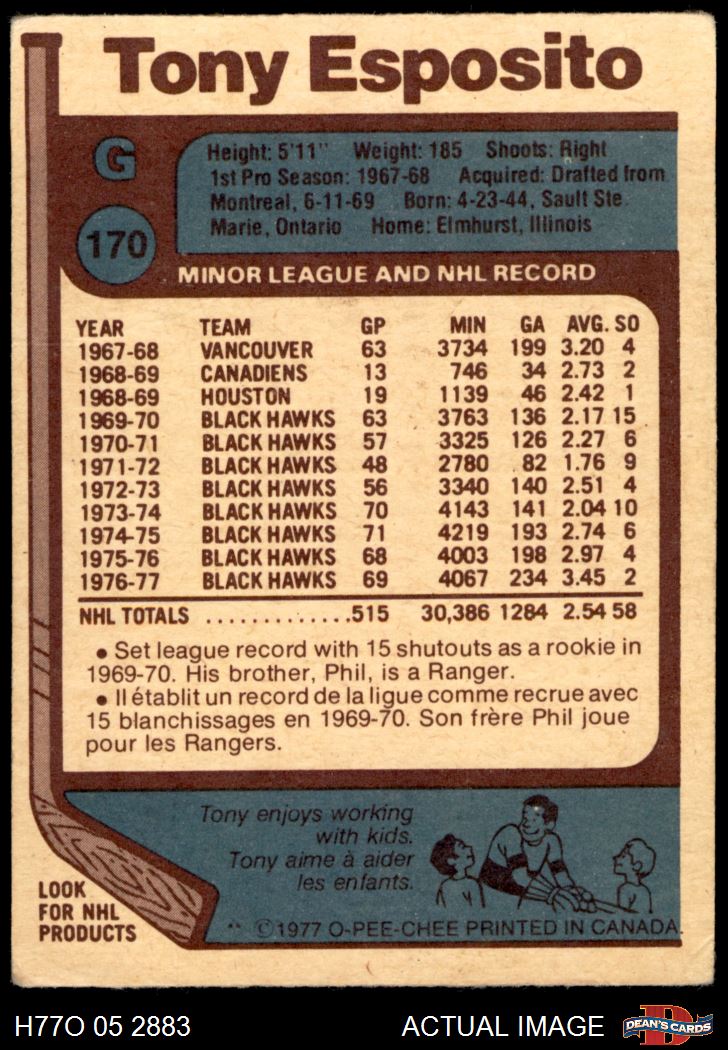 Tony Esposito
G
170
Height: 5'11" Weight: 185 Shoots: Right
1st Pro Season: 1967-68 Acquired: Drafted from
Montreal, 6-11-69 Born: 4-23-44, Sault Ste.
Marie, Ontario Home: Elmhurst, Illinois
MINOR LEAGUE AND NHL RECORD
YEAR TEAM GP MIN GA AVG. SO
1967-68 VANCOUVER 63 3734 199 3.20 4
1968-69 CANADIENS 13 746 34 2.73 2
1968-69 HOUSTON 19 1139 46 2.42 1
1969-70 BLACK HAWKS 63 3763 136 2.17 15
1970-71 BLACK HAWKS 57 3325 126 2.27 6
1971-72 BLACK HAWKS 48 2780 82 1.76 9
1972-73 BLACK HAWKS 56 3340 140 2.51 4
1973-74 BLACK HAWKS 70 4143 141 2.04 10
1974-75 BLACK HAWKS 71 4219 193 2.74 6
1975-76 BLACK HAWKS 68 4003 198 2.97 4
1976-77 BLACK HAWKS 69 4067 234 3.45 2
NHL TOTALS .............515 30,386 1284 2.54 58
• Set league record with 15 shutouts as a rookie in
1969-70. His brother, Phil, is a Ranger.
• Il établit un record de la ligue comme recrue avec
15 blanchissages en 1969-70. Son frère Phil joue
pour les Rangers.
Tony enjoys working
with kids.
Tony aime à aider
les enfants.
LOOK
FOR NHL
PRODUCTS
** ©1977 O-PEE-CHEE PRINTED IN CANADA.
H77O 05 2883
ACTUAL IMAGE
D
DEAN'S CARDS